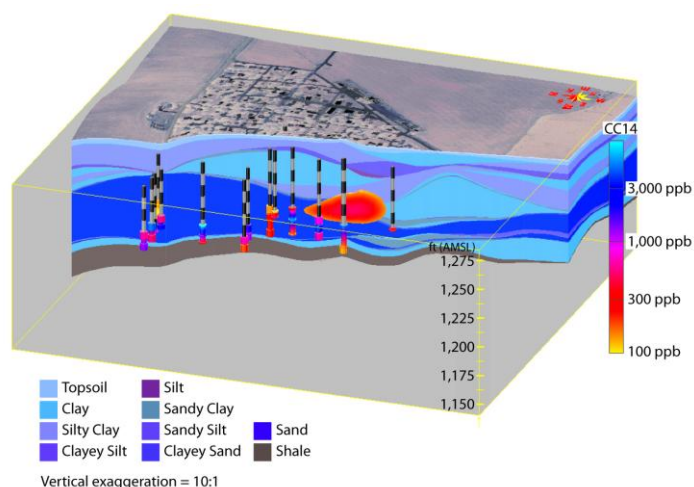 CC14
3,000 ppb
1,000 ppb
300 ppb
100 ppb
ft (AMSL)
1,275
1,250
1,225
1,200
1,175
1,150
Topsoil
Silt
Clay
Sandy Clay
Silty Clay
Sandy Silt
Sand
Clayey Silt
Clayey Sand
Shale
Vertical exaggeration = 10:1